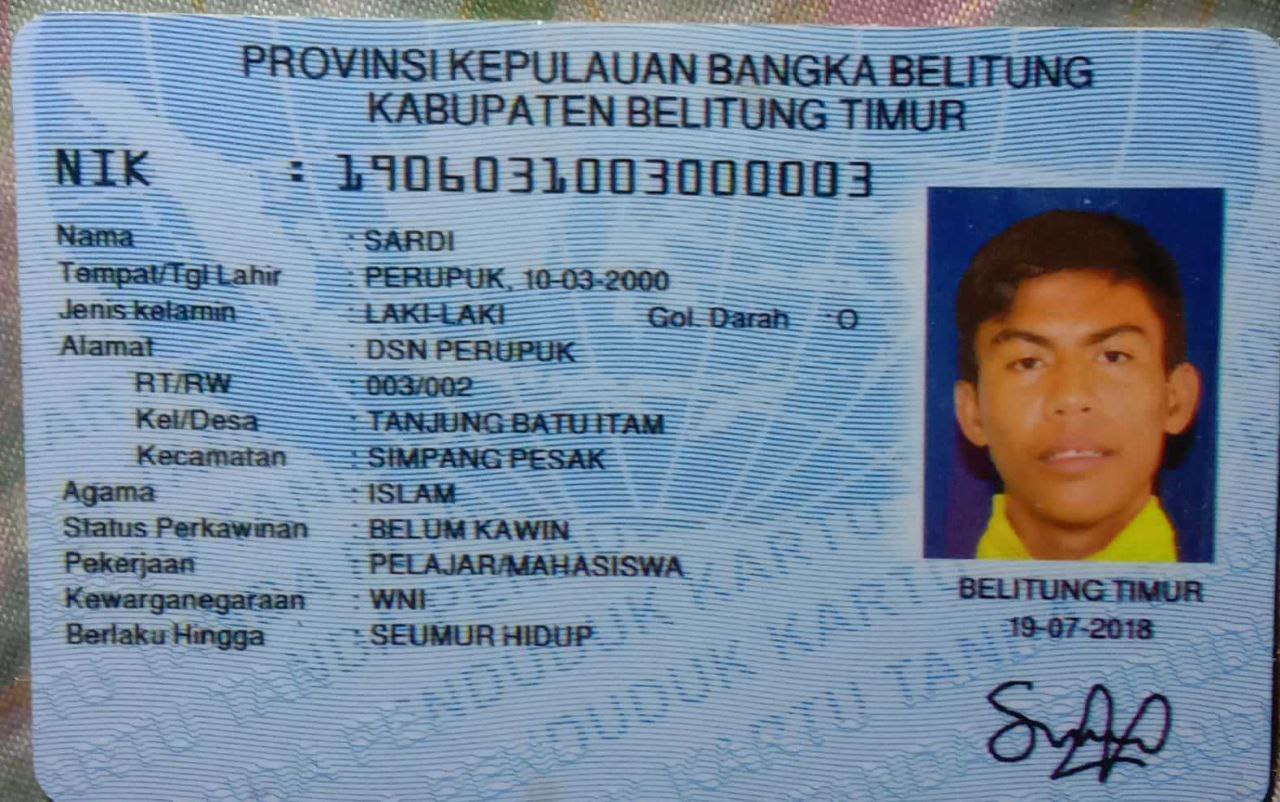 PROVINSI KEPULAUAN BANGKA BELITUNG
KABUPATEN BELITUNG TIMUR
NIK : 1906031003000003
Nama : SARDI
Tempat/Tgl Lahir : PERUPUK, 10-03-2000
Jenis kelamin : LAKI-LAKI Gol. Darah : O
Alamat : DSN PERUPUK
RT/RW : 003/002
Kel/Desa : TANJUNG BATU ITAM
Kecamatan : SIMPANG PESAK
Agama : ISLAM
Status Perkawinan : BELUM KAWIN
Pekerjaan : PELAJAR/MAHASISWA
Kewarganegaraan : WNI
Berlaku Hingga : SEUMUR HIDUP
BELITUNG TIMUR
19-07-2018